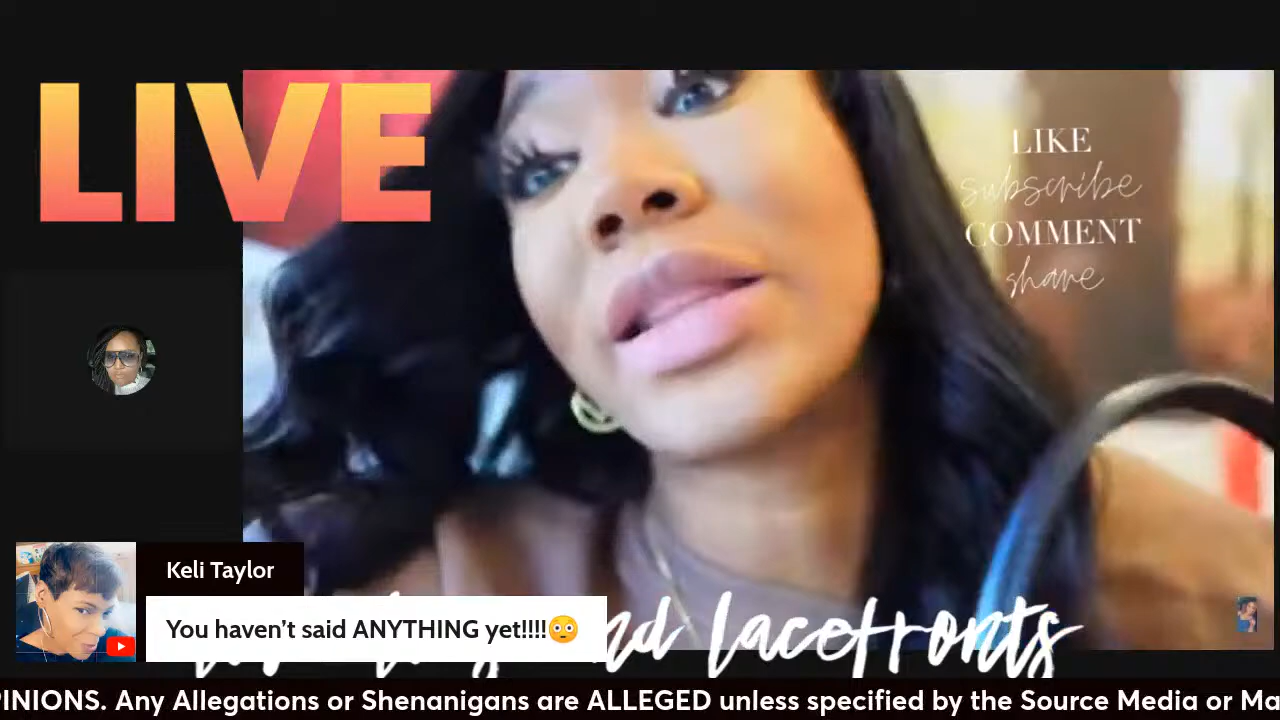 LIVE
LIKE
subscribe
COMMENT
share
Keli Taylor
You haven't said ANYTHING yet!!!!😳
nd lacefronts
PINIONS. Any Allegations or Shenanigans are ALLEGED unless specified by the Source Media or Ma